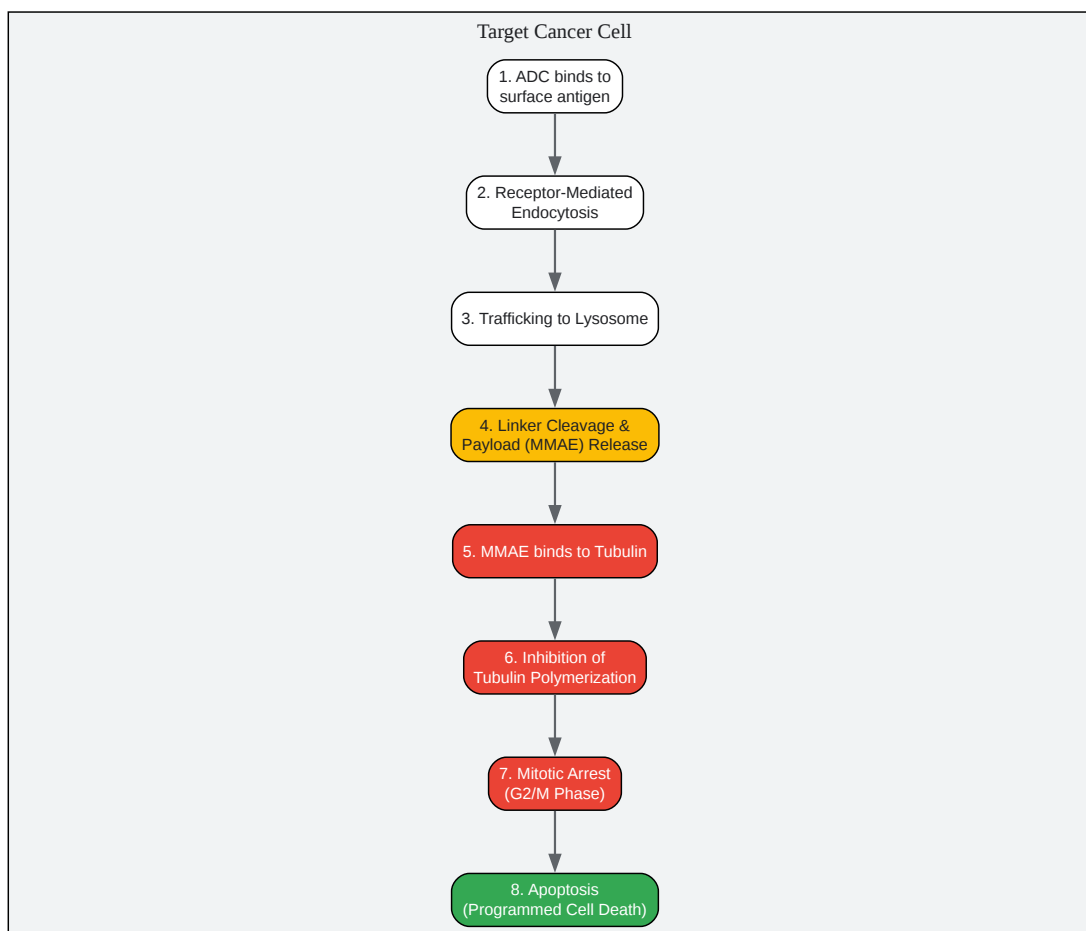 Target Cancer Cell
1. ADC binds to
surface antigen
2. Receptor-Mediated
Endocytosis
3. Trafficking to Lysosome
4. Linker Cleavage &
Payload (MMAE) Release
5. MMAE binds to Tubulin
6. Inhibition of
Tubulin Polymerization
7. Mitotic Arrest
(G2/M Phase)
8. Apoptosis
(Programmed Cell Death)